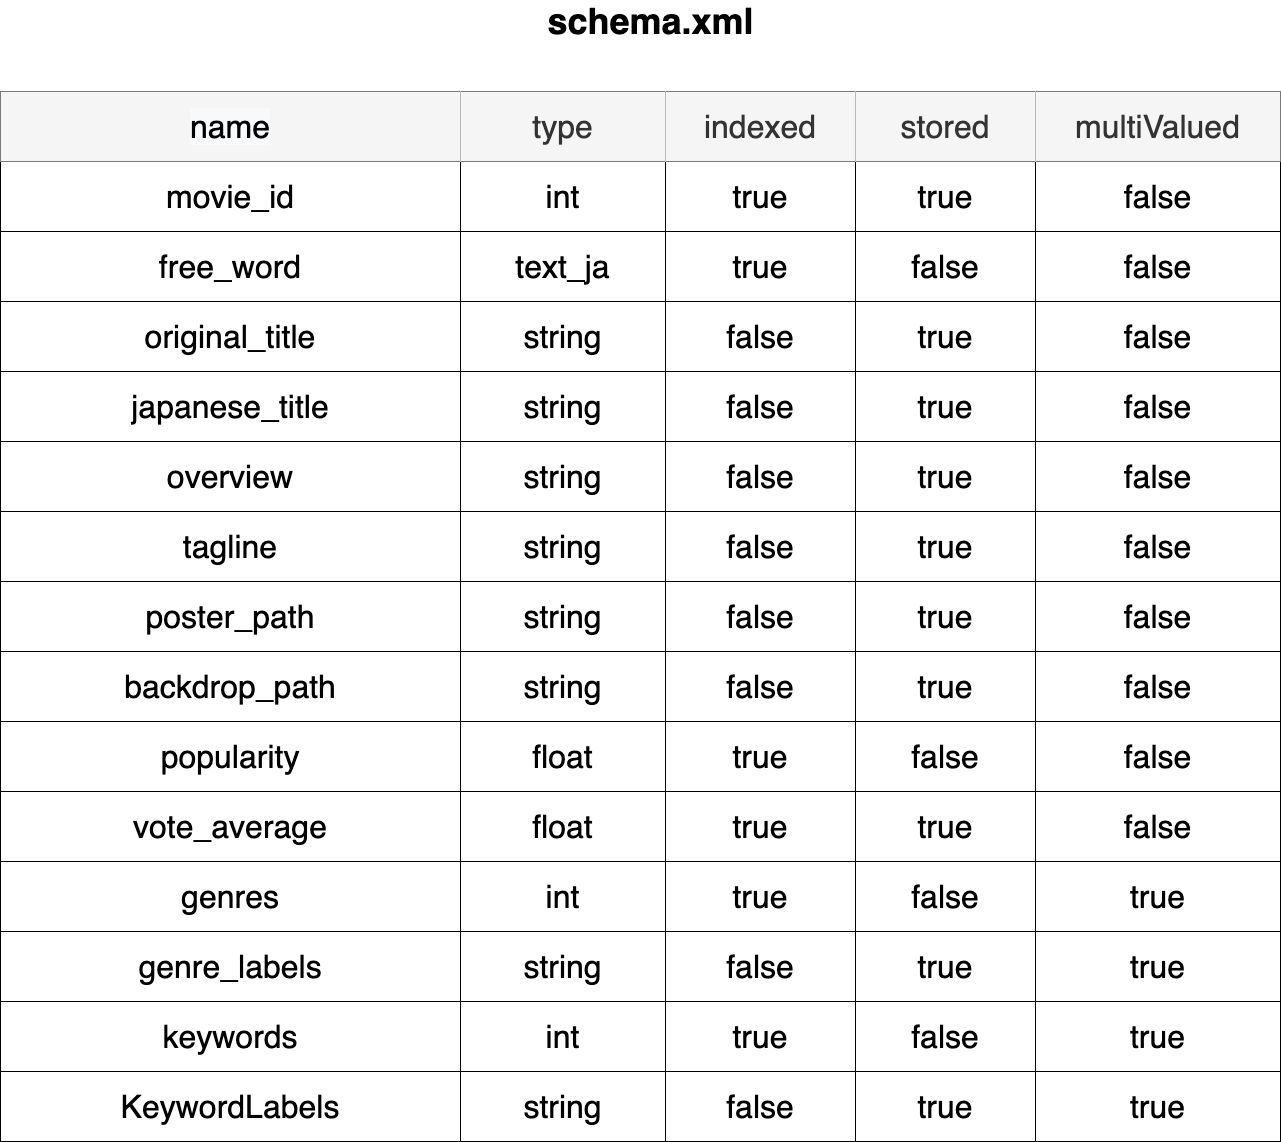 schema.xml
name type indexed stored multiValued
movie_id int true true false
free_word text_ja true false false
original_title string false true false
japanese_title string false true false
overview string false true false
tagline string false true false
poster_path string false true false
backdrop_path string false true false
popularity float true false false
vote_average float true true false
genres int true false true
genre_labels string false true true
keywords int true false true
KeywordLabels string false true true